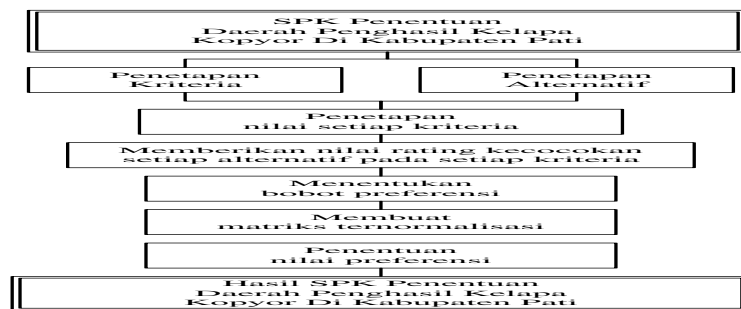 SPK Penentuan
Daerah Penghasil Kelapa
Kopyor Di Kabupaten Pati
Penetapan
Kriteria
Penetapan
Alternatif
Penetapan
nilai setiap kriteria
Memberikan nilai rating kecocokan
setiap alternatif pada setiap kriteria
Menentukan
bobot preferensi
Membuat
matriks ternormalisasi
Penentuan
nilai preferensi
Hasil SPK Penentuan
Daerah Penghasil Kelapa
Kopyor Di Kabupaten Pati